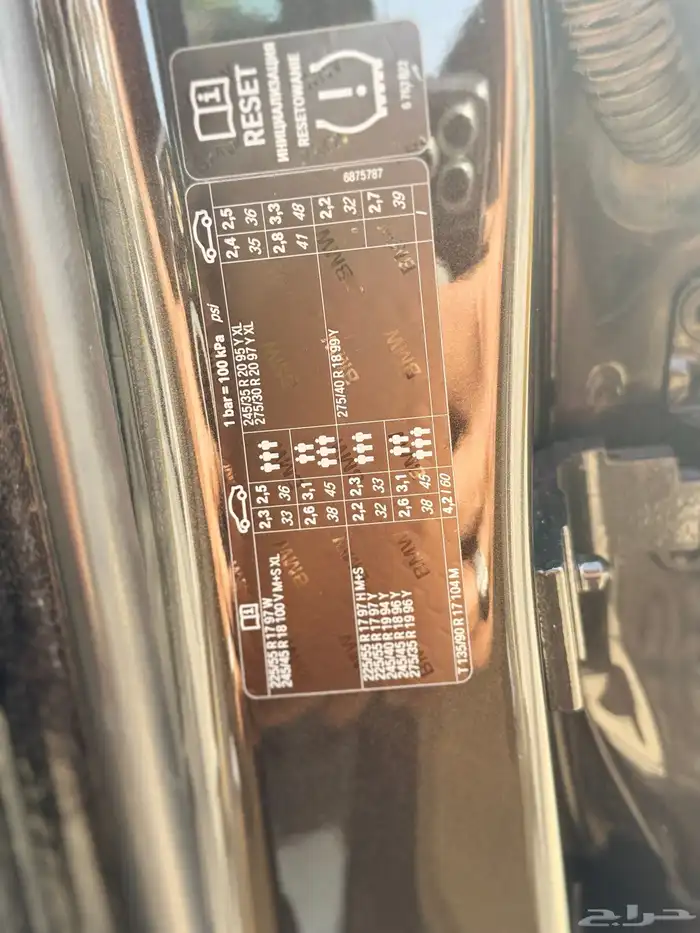 RESET
ИНИЦИАЛИЗАЦИЯ
RESETOWANIE
6875787
1 bar = 100 kPa psi
225/55 R 17 97 W
245/45 R 18 100 V M+S XL
2,3 2,5
33 36
2,6 3,1
38 45
245/35 R 20 95 Y XL
275/30 R 20 97 Y XL
2,4 2,5
35 36
2,8 3,3
41 48
225/55 R 17 97 H M+S
225/55 R 17 97 Y
245/40 R 19 94 Y
245/45 R 18 96 Y
275/35 R 19 96 Y
2,2 2,3
32 33
2,6 3,1
38 45
275/40 R 18 99 Y
2,2
32
2,7
39
T 135/90 R 17 104 M
4,2 / 60
/
BMW
حراج